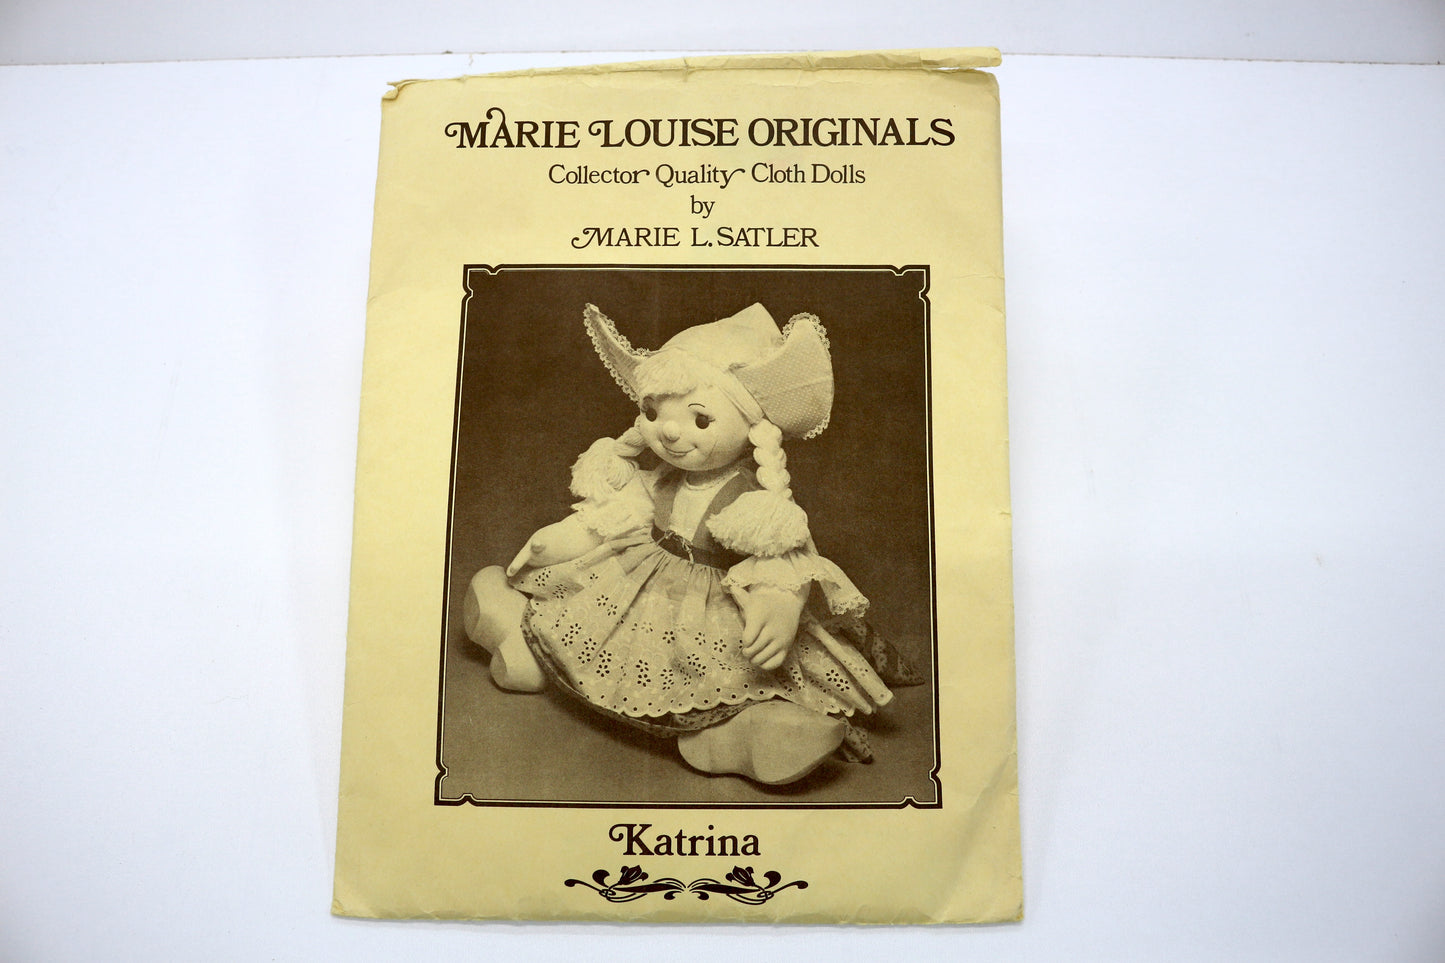 MARIE LOUISE ORIGINALS
Collector Quality Cloth Dolls
by
MARIE L. SATLER
Katrina